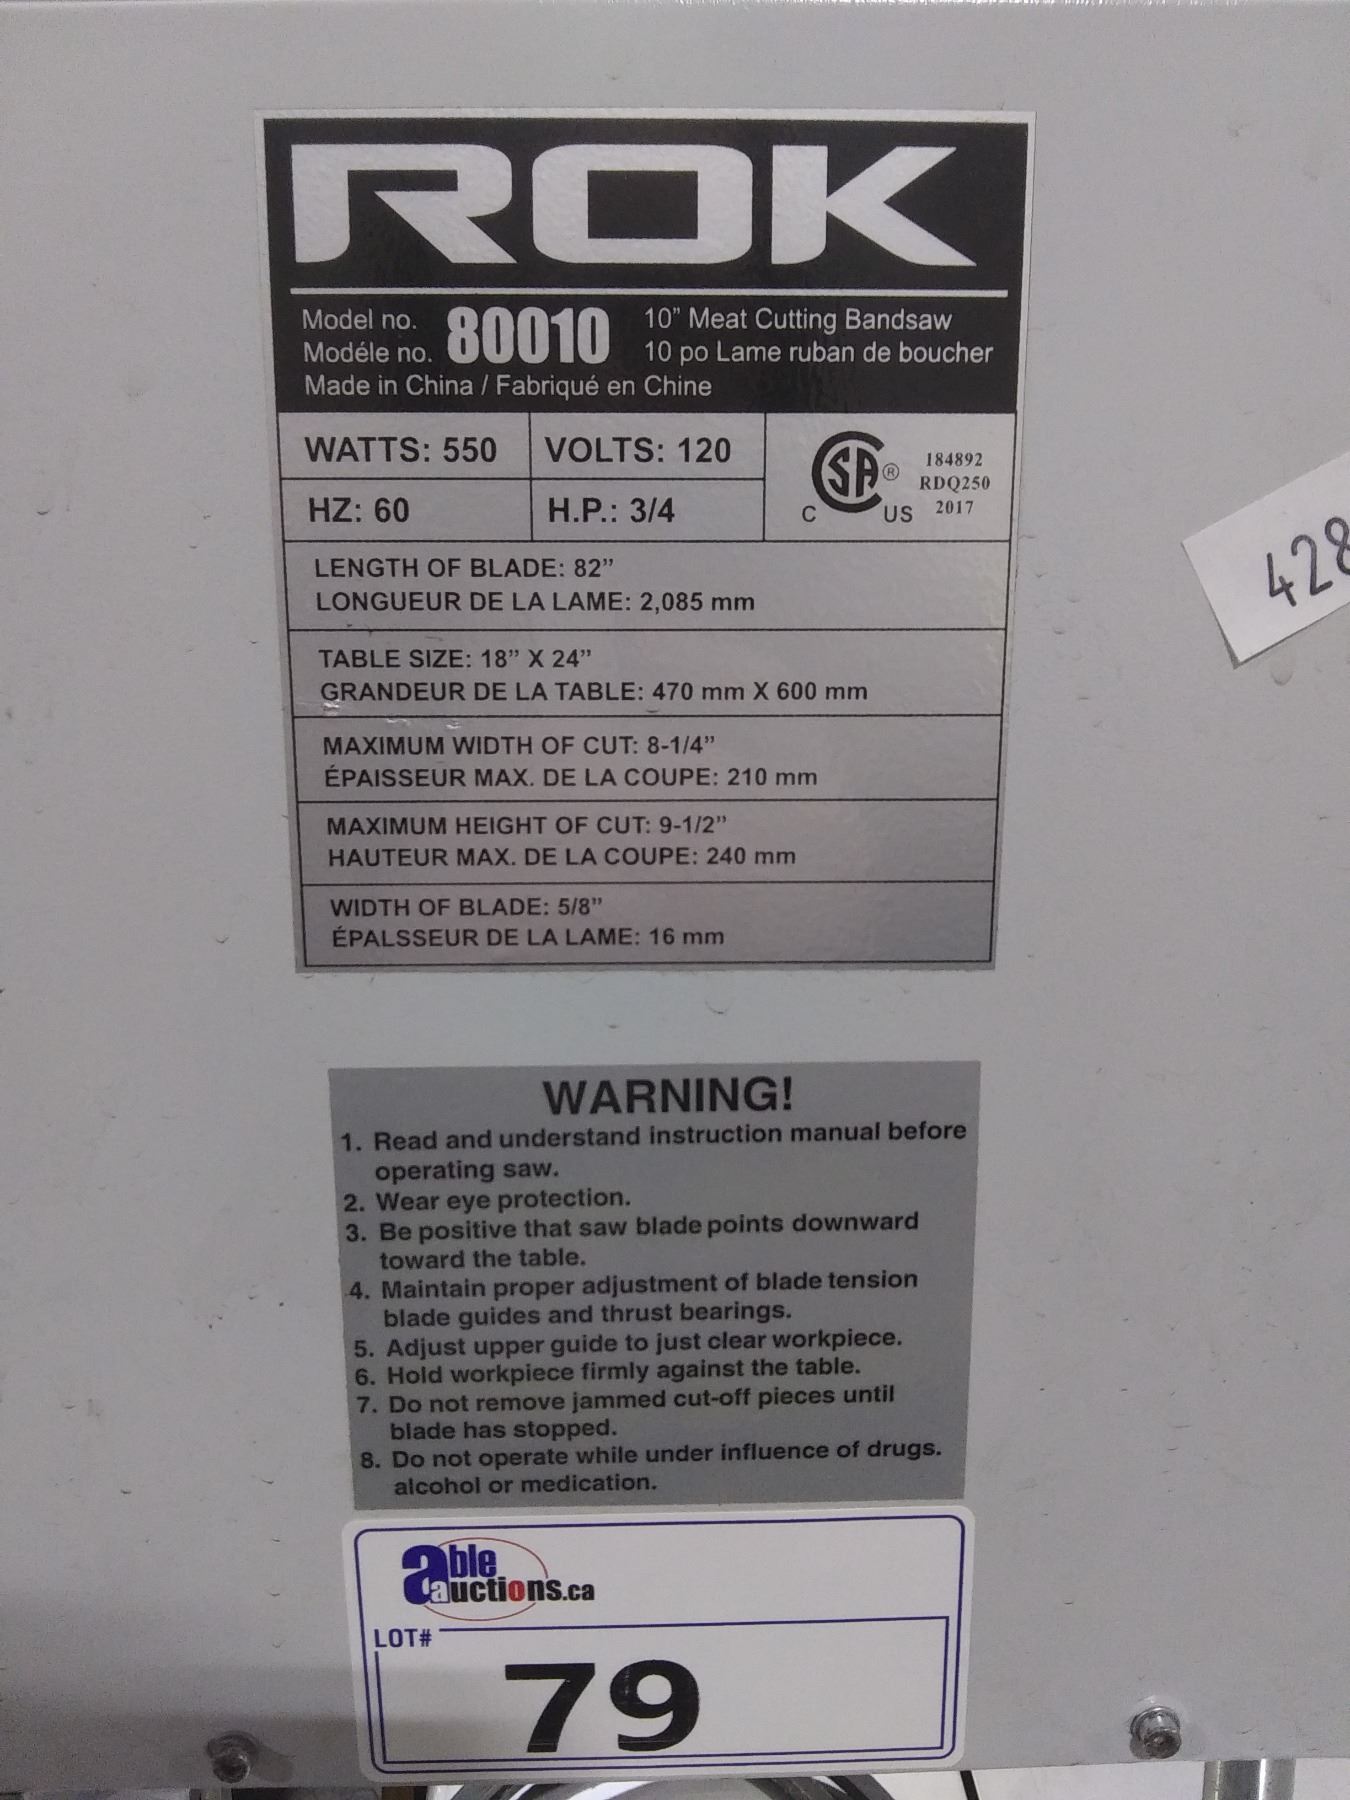 ROK
Model no.
Modéle no.
80010
10” Meat Cutting Bandsaw
10 po Lame ruban de boucher
Made in China / Fabriqué en Chine
WATTS: 550
VOLTS: 120
HZ: 60
H.P.: 3/4
CSA®
C US
184892
RDQ250
2017
LENGTH OF BLADE: 82”
LONGUEUR DE LA LAME: 2,085 mm
TABLE SIZE: 18” X 24”
GRANDEUR DE LA TABLE: 470 mm X 600 mm
MAXIMUM WIDTH OF CUT: 8-1/4”
ÉPAISSEUR MAX. DE LA COUPE: 210 mm
MAXIMUM HEIGHT OF CUT: 9-1/2”
HAUTEUR MAX. DE LA COUPE: 240 mm
WIDTH OF BLADE: 5/8”
ÉPALSSEUR DE LA LAME: 16 mm
428
WARNING!
1. Read and understand instruction manual before
operating saw.
2. Wear eye protection.
3. Be positive that saw blade points downward
toward the table.
4. Maintain proper adjustment of blade tension
blade guides and thrust bearings.
5. Adjust upper guide to just clear workpiece.
6. Hold workpiece firmly against the table.
7. Do not remove jammed cut-off pieces until
blade has stopped.
8. Do not operate while under influence of drugs.
alcohol or medication.
able
auctions.ca
LOT#
79